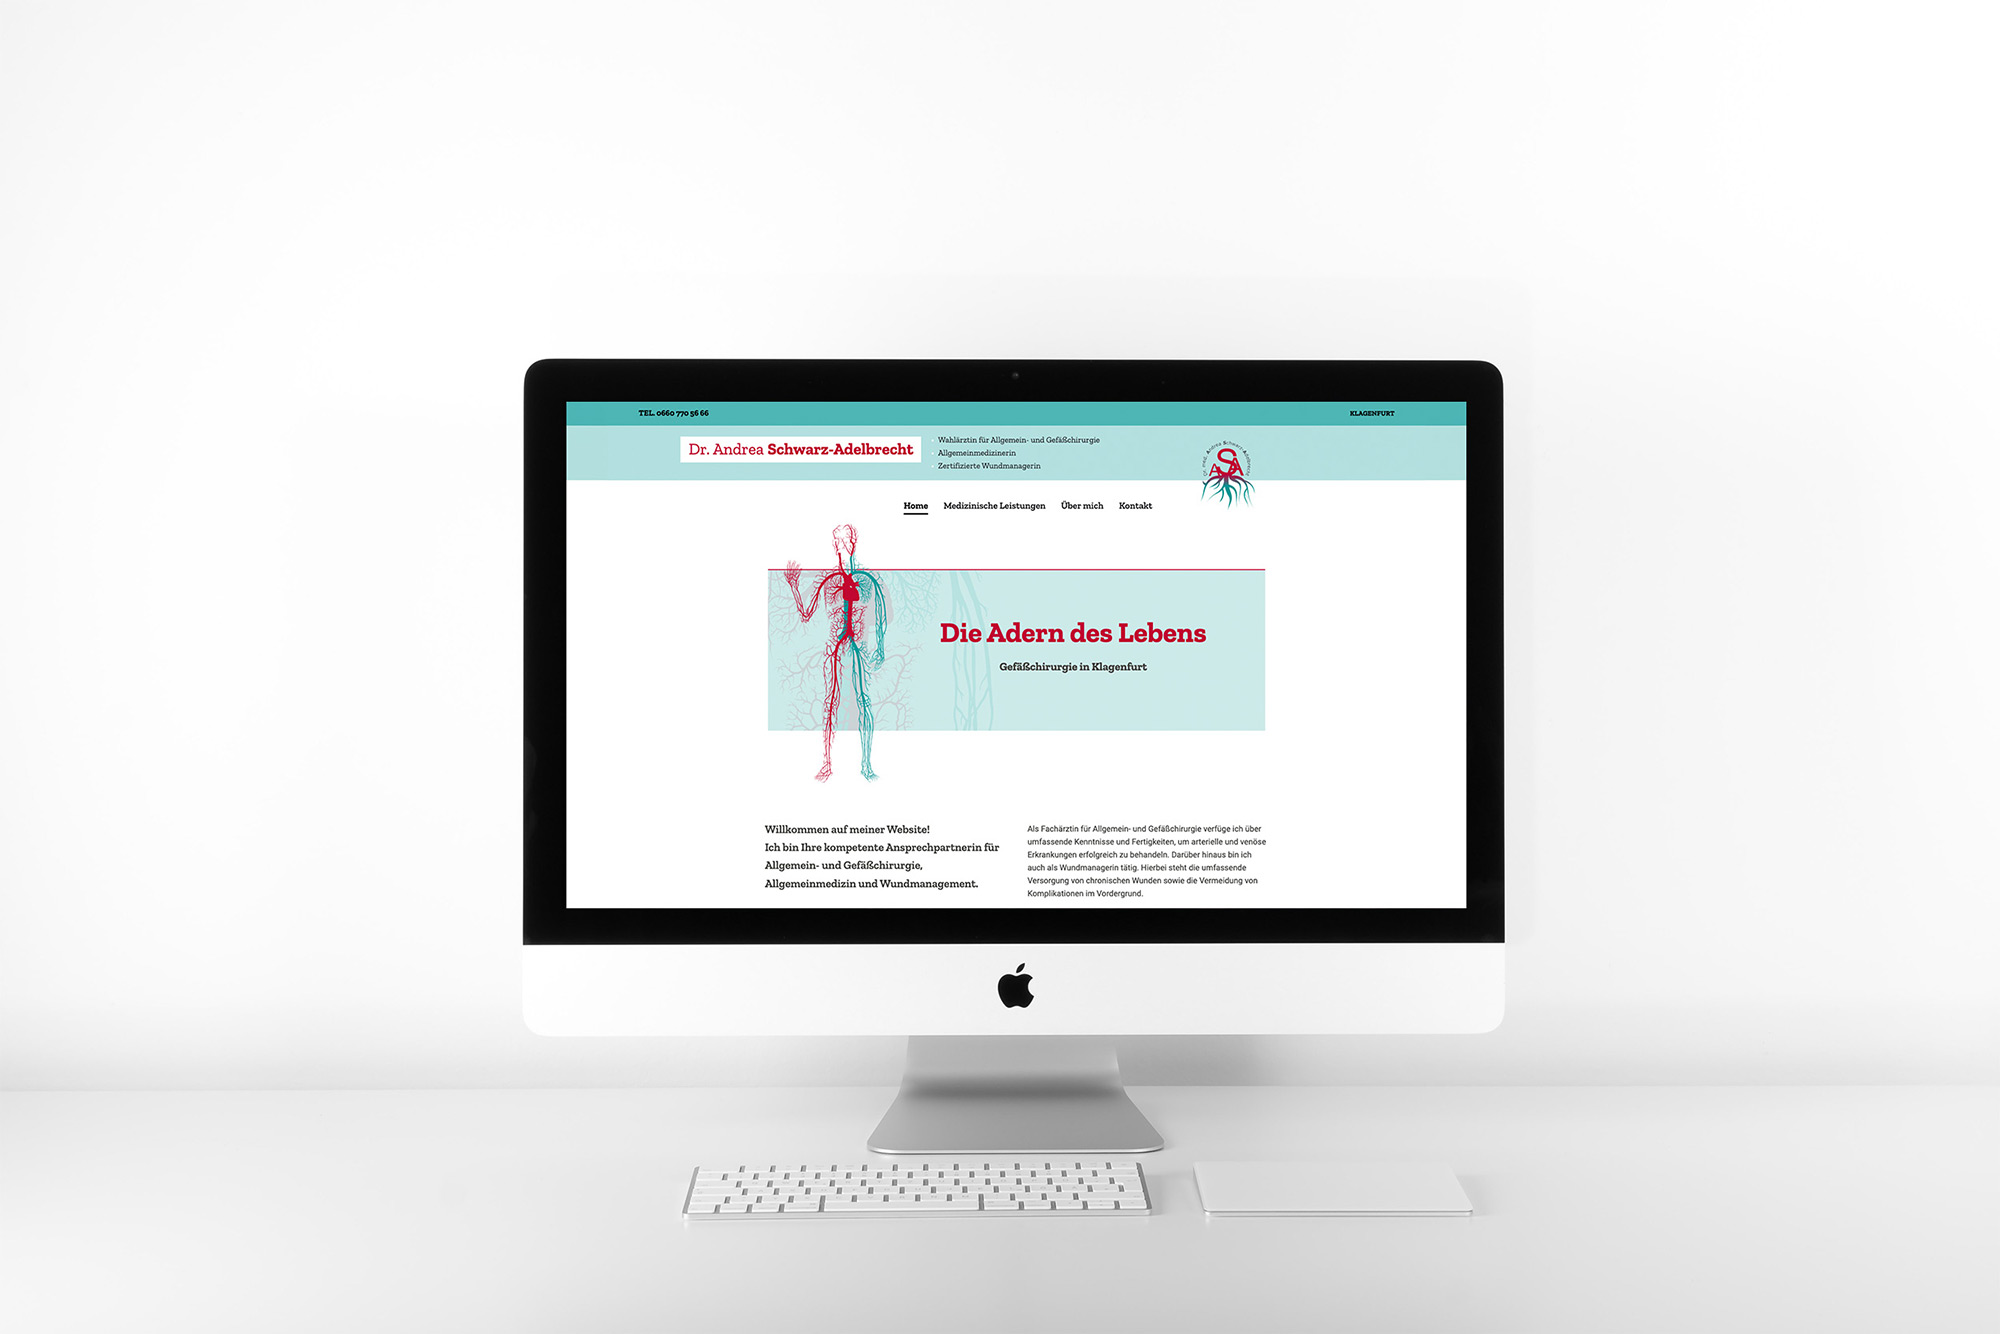 TEL. 0660 770 56 66
KLAGENFURT
Dr. Andrea Schwarz-Adelbrecht
Wahlärztin für Allgemein- und Gefäßchirurgie
Allgemeinmedizinerin
Zertifizierte Wundmanagerin
Dr. med. Andrea Schwarz-Adelbrecht
ASA
Home Medizinische Leistungen Über mich Kontakt
Die Adern des Lebens
Gefäßchirurgie in Klagenfurt
Willkommen auf meiner Website!
Ich bin Ihre kompetente Ansprechpartnerin für
Allgemein- und Gefäßchirurgie,
Allgemeinmedizin und Wundmanagement.
Als Fachärztin für Allgemein- und Gefäßchirurgie verfüge ich über
umfassende Kenntnisse und Fertigkeiten, um arterielle und venöse
Erkrankungen erfolgreich zu behandeln. Darüber hinaus bin ich
auch als Wundmanagerin tätig. Hierbei steht die umfassende
Versorgung von chronischen Wunden sowie die Vermeidung von
Komplikationen im Vordergrund.